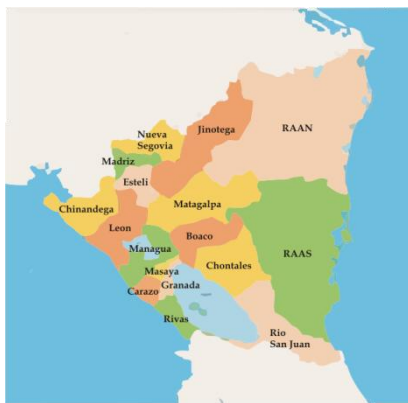 Jinotega
RAAN
Nueva
Segovia
Madriz
Esteli
Chinandega
Matagalpa
Leon
Boaco
Managua
RAAS
Chontales
Masaya
Granada
Carazo
Rivas
Rio
San Juan